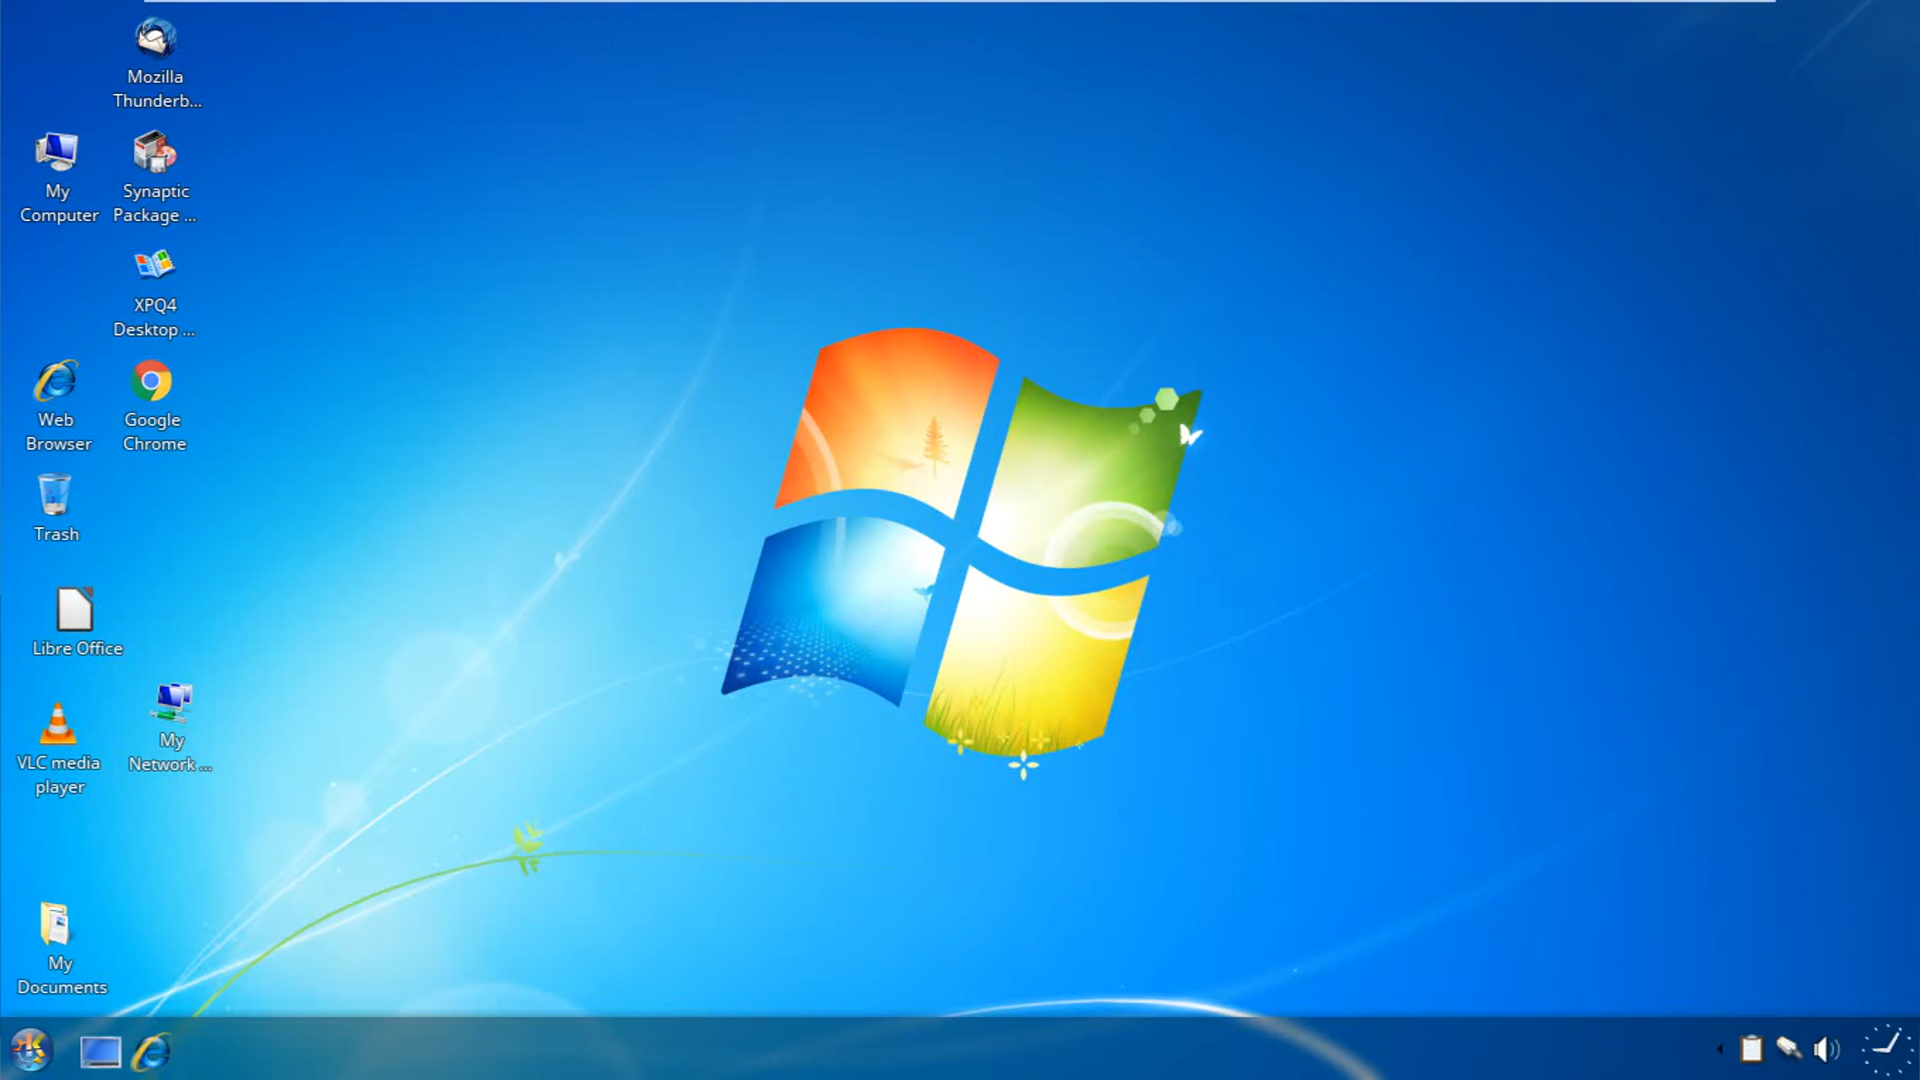 Mozilla
Thunderb...
My
Computer
Synaptic
Package ...
XPQ4
Desktop ...
Web
Browser
Google
Chrome
Trash
Libre Office
VLC media
player
My
Network ...
My
Documents